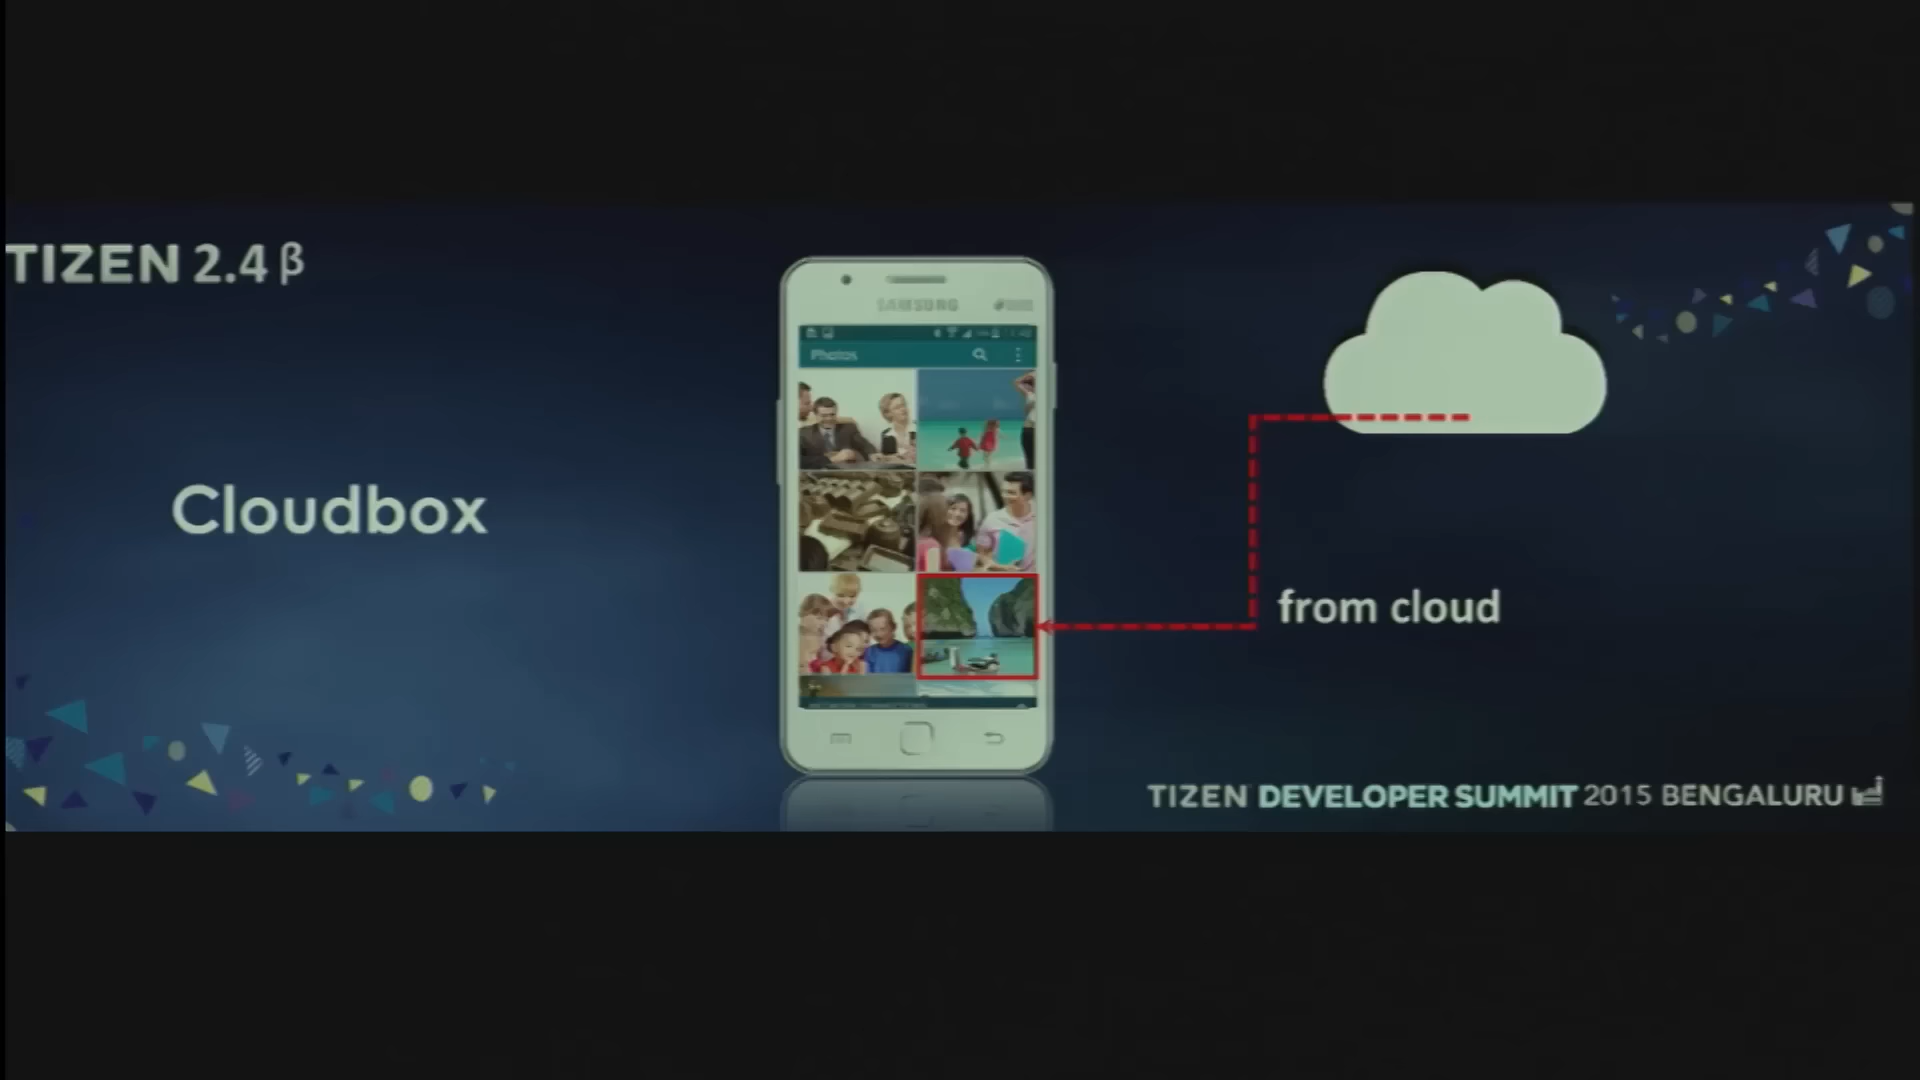 TIZEN 2.4 β
SAMSUNG
Photos
Cloudbox
from cloud
TIZEN DEVELOPER SUMMIT 2015 BENGALURU